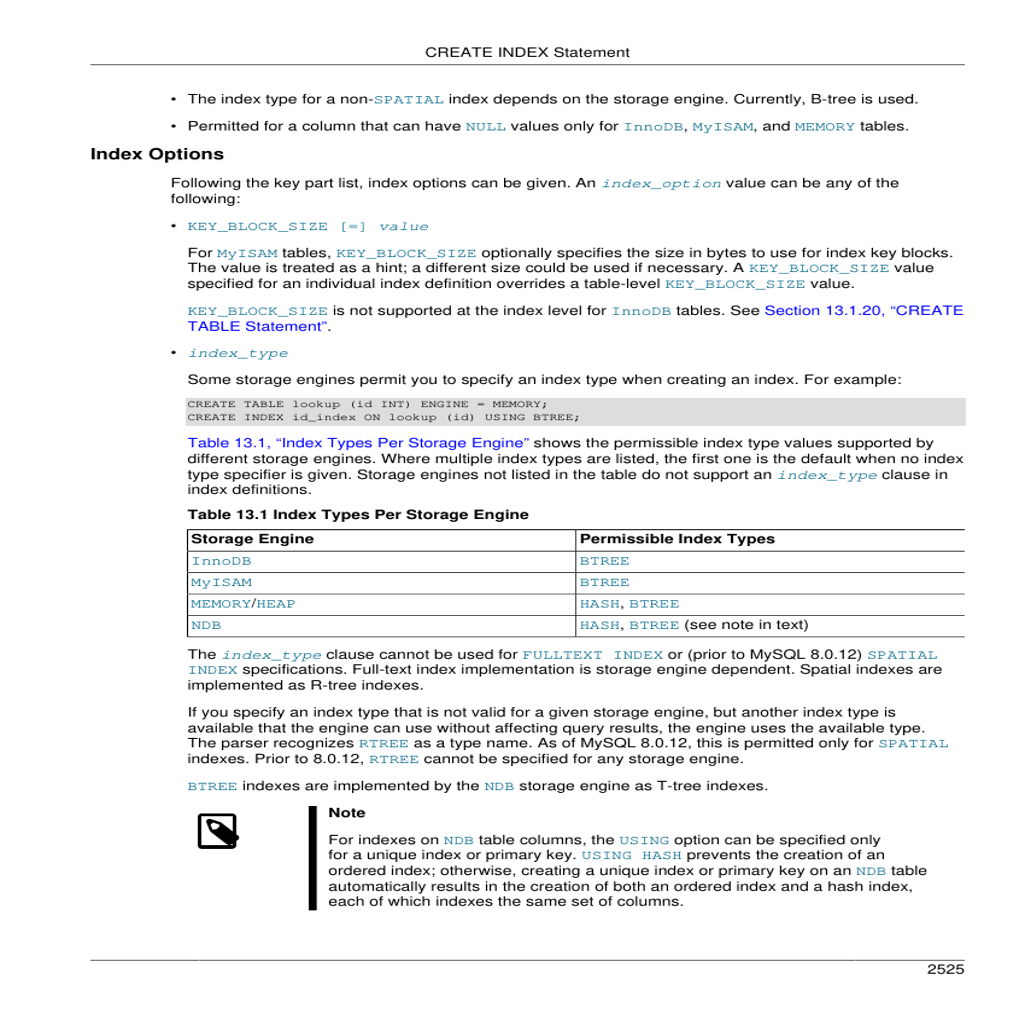 CREATE INDEX Statement
• The index type for a non-SPATIAL index depends on the storage engine. Currently, B-tree is used.
• Permitted for a column that can have NULL values only for InnoDB, MyISAM, and MEMORY tables.
Index Options
Following the key part list, index options can be given. An index_option value can be any of the
following:
• KEY_BLOCK_SIZE [=] value
For MyISAM tables, KEY_BLOCK_SIZE optionally specifies the size in bytes to use for index key blocks.
The value is treated as a hint; a different size could be used if necessary. A KEY_BLOCK_SIZE value
specified for an individual index definition overrides a table-level KEY_BLOCK_SIZE value.
KEY_BLOCK_SIZE is not supported at the index level for InnoDB tables. See Section 13.1.20, “CREATE
TABLE Statement”.
• index_type
Some storage engines permit you to specify an index type when creating an index. For example:
CREATE TABLE lookup (id INT) ENGINE = MEMORY;
CREATE INDEX id_index ON lookup (id) USING BTREE;
Table 13.1, “Index Types Per Storage Engine” shows the permissible index type values supported by
different storage engines. Where multiple index types are listed, the first one is the default when no index
type specifier is given. Storage engines not listed in the table do not support an index_type clause in
index definitions.
Table 13.1 Index Types Per Storage Engine
Storage Engine Permissible Index Types
InnoDB BTREE
MyISAM BTREE
MEMORY/HEAP HASH, BTREE
NDB HASH, BTREE (see note in text)
The index_type clause cannot be used for FULLTEXT INDEX or (prior to MySQL 8.0.12) SPATIAL
INDEX specifications. Full-text index implementation is storage engine dependent. Spatial indexes are
implemented as R-tree indexes.
If you specify an index type that is not valid for a given storage engine, but another index type is
available that the engine can use without affecting query results, the engine uses the available type.
The parser recognizes RTREE as a type name. As of MySQL 8.0.12, this is permitted only for SPATIAL
indexes. Prior to 8.0.12, RTREE cannot be specified for any storage engine.
BTREE indexes are implemented by the NDB storage engine as T-tree indexes.
Note
For indexes on NDB table columns, the USING option can be specified only
for a unique index or primary key. USING HASH prevents the creation of an
ordered index; otherwise, creating a unique index or primary key on an NDB table
automatically results in the creation of both an ordered index and a hash index,
each of which indexes the same set of columns.
2525